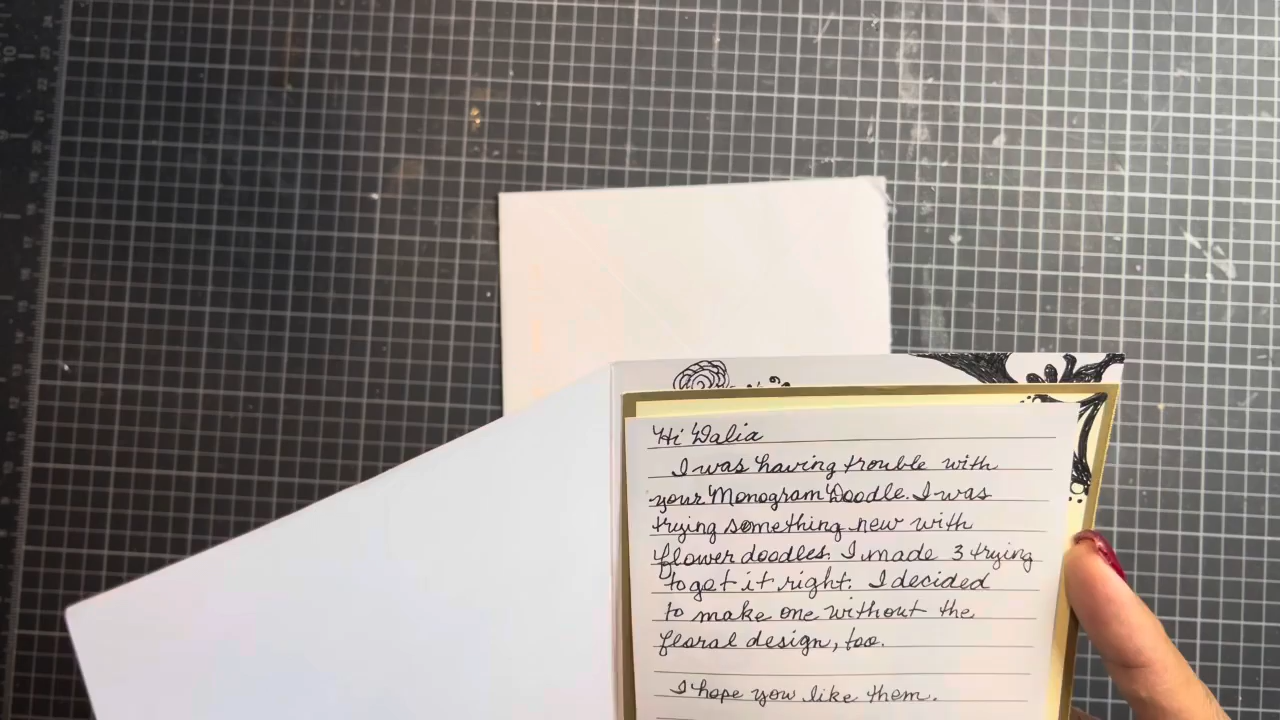 Hi Dalia
I was having trouble with
your Monogram Doodle. I was
trying something new with
flower doodles. I made 3 trying
to get it right. I decided
to make one without the
floral design, too.
I hope you like them.